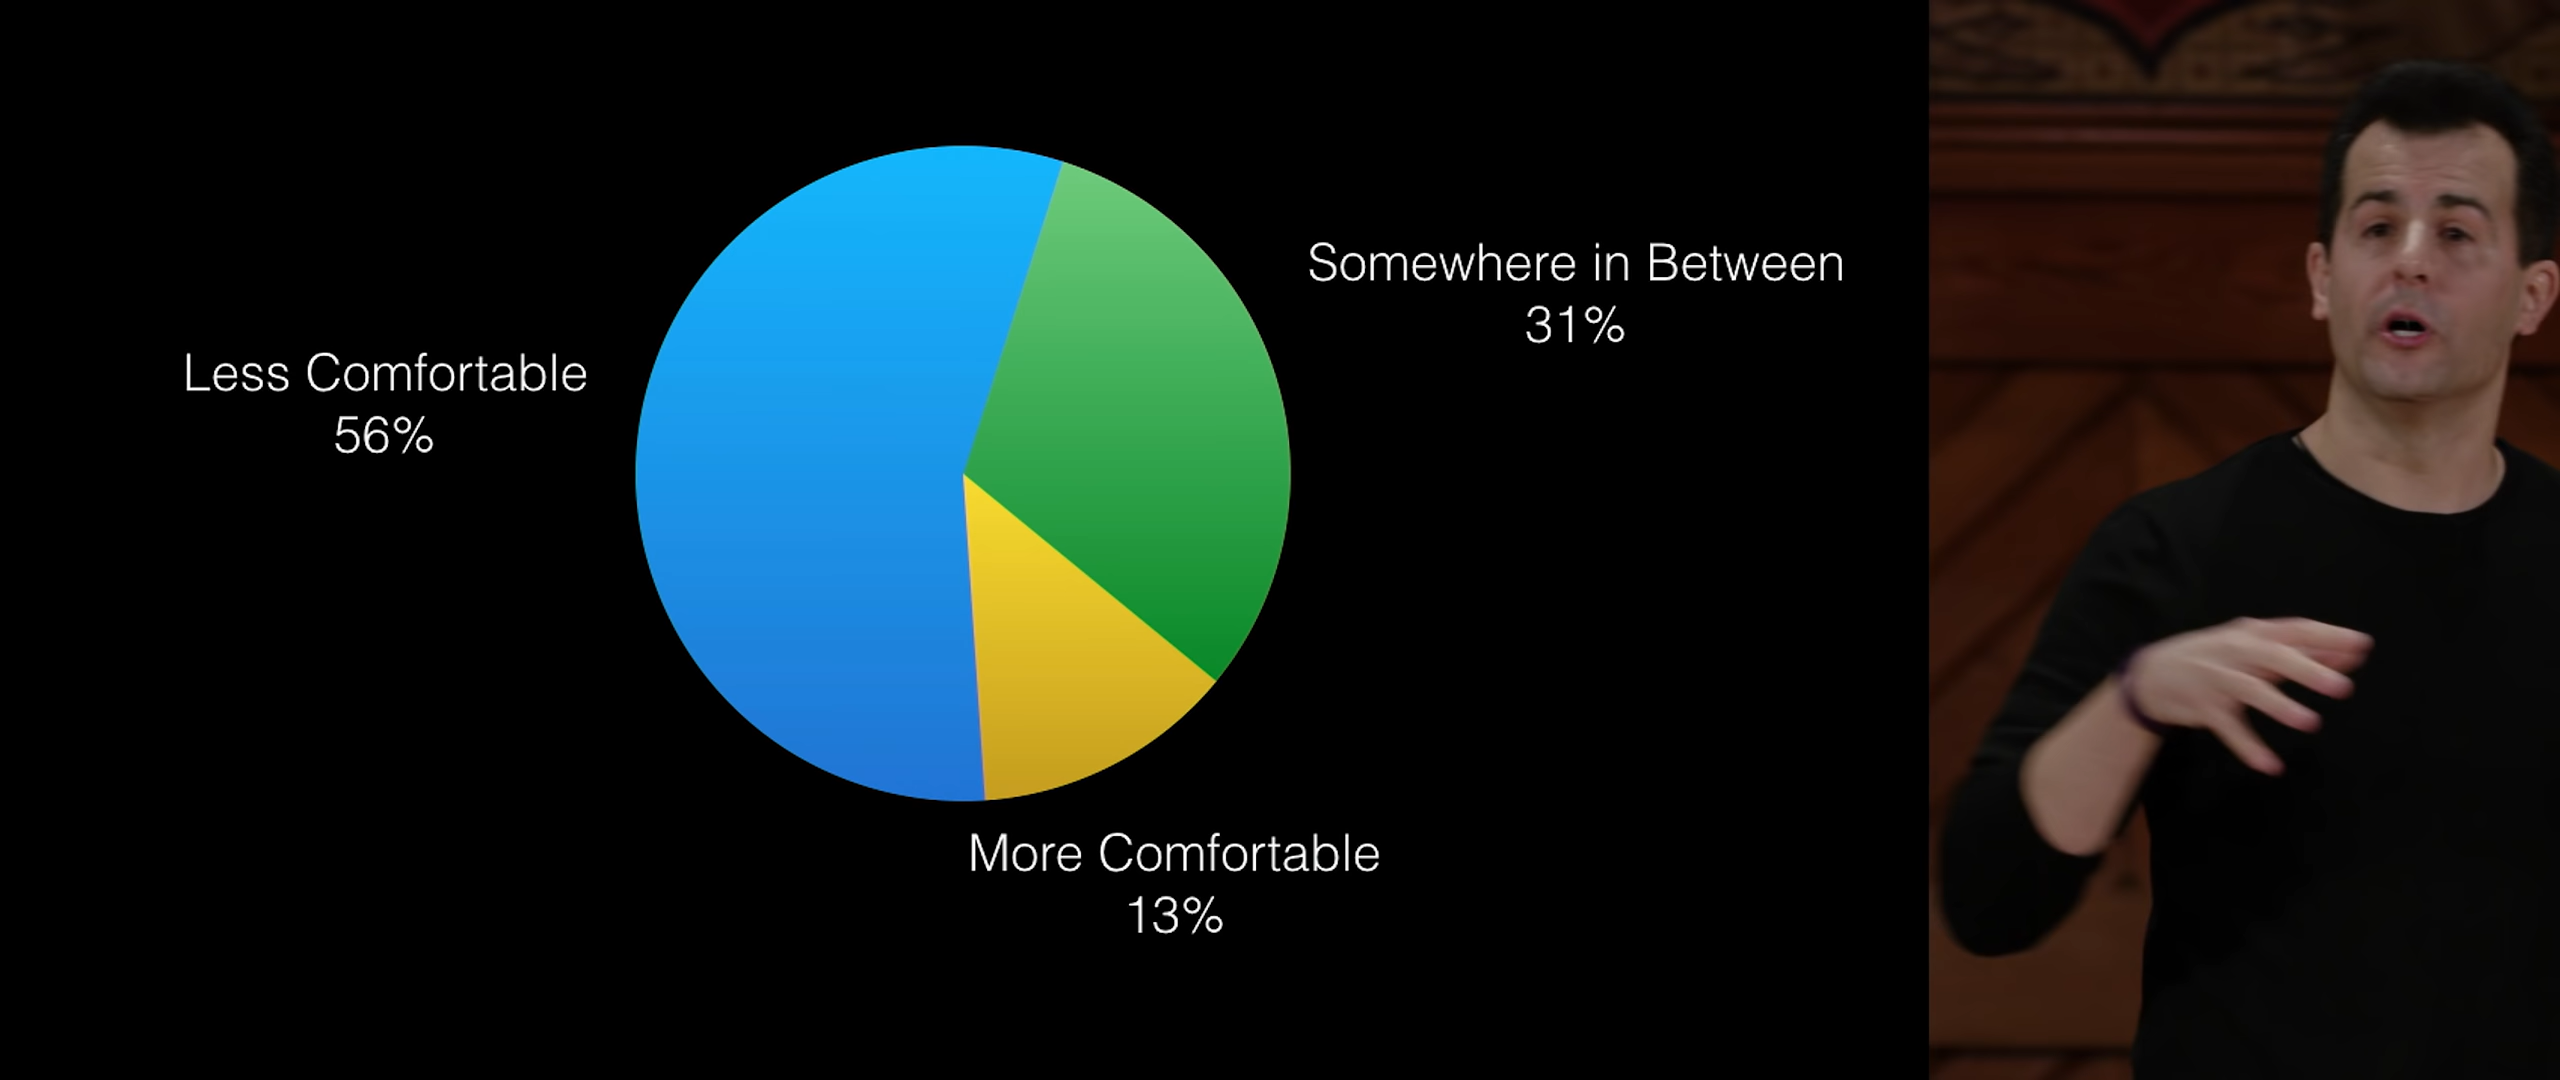 Less Comfortable
56%
Somewhere in Between
31%
More Comfortable
13%